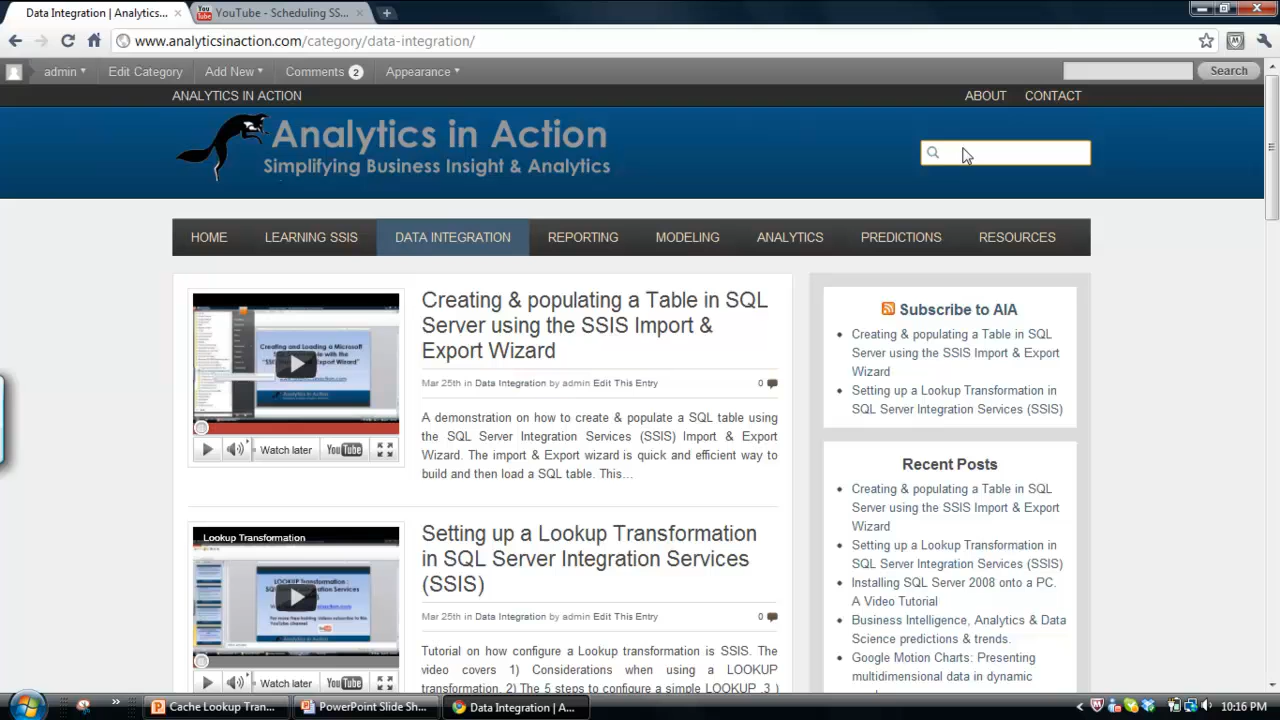 Data Integration | Analytics...
YouTube - Scheduling SS...
www.analyticsinaction.com/category/data-integration/
admin Edit Category Add New Comments 2 Appearance Search
ANALYTICS IN ACTION ABOUT CONTACT
Analytics in Action
Simplifying Business Insight & Analytics
HOME LEARNING SSIS DATA INTEGRATION REPORTING MODELING ANALYTICS PREDICTIONS RESOURCES
Creating and Loading a Microsoft
Watch later YouTube
Creating & populating a Table in SQL
Server using the SSIS Import &
Export Wizard
Mar 25th in Data Integration by admin Edit This Entry 0
A demonstration on how to create & populate a SQL table using
the SQL Server Integration Services (SSIS) Import & Export
Wizard. The import & Export wizard is quick and efficient way to
build and then load a SQL table. This...
Lookup Transformation
LOOKUP Transformation
Watch later YouTube
Setting up a Lookup Transformation
in SQL Server Integration Services
(SSIS)
Mar 25th in Data Integration by admin Edit This Entry 0
Tutorial on how configure a Lookup transformation is SSIS. The
video covers 1) Considerations when using a LOOKUP
transformation. 2) The 5 steps to configure a simple LOOKUP .3 )
Subscribe to AIA
Creating & populating a Table in SQL
Server using the SSIS Import & Export
Wizard
Setting up a Lookup Transformation in
SQL Server Integration Services (SSIS)
Recent Posts
Creating & populating a Table in SQL
Server using the SSIS Import & Export
Wizard
Setting up a Lookup Transformation in
SQL Server Integration Services (SSIS)
Installing SQL Server 2008 onto a PC.
A Video Tutorial
Business Intelligence, Analytics & Data
Science predictions & trends.
Google Motion Charts: Presenting
multidimensional data in dynamic
Cache Lookup Tran... PowerPoint Slide Sh... Data Integration | A... 10:16 PM